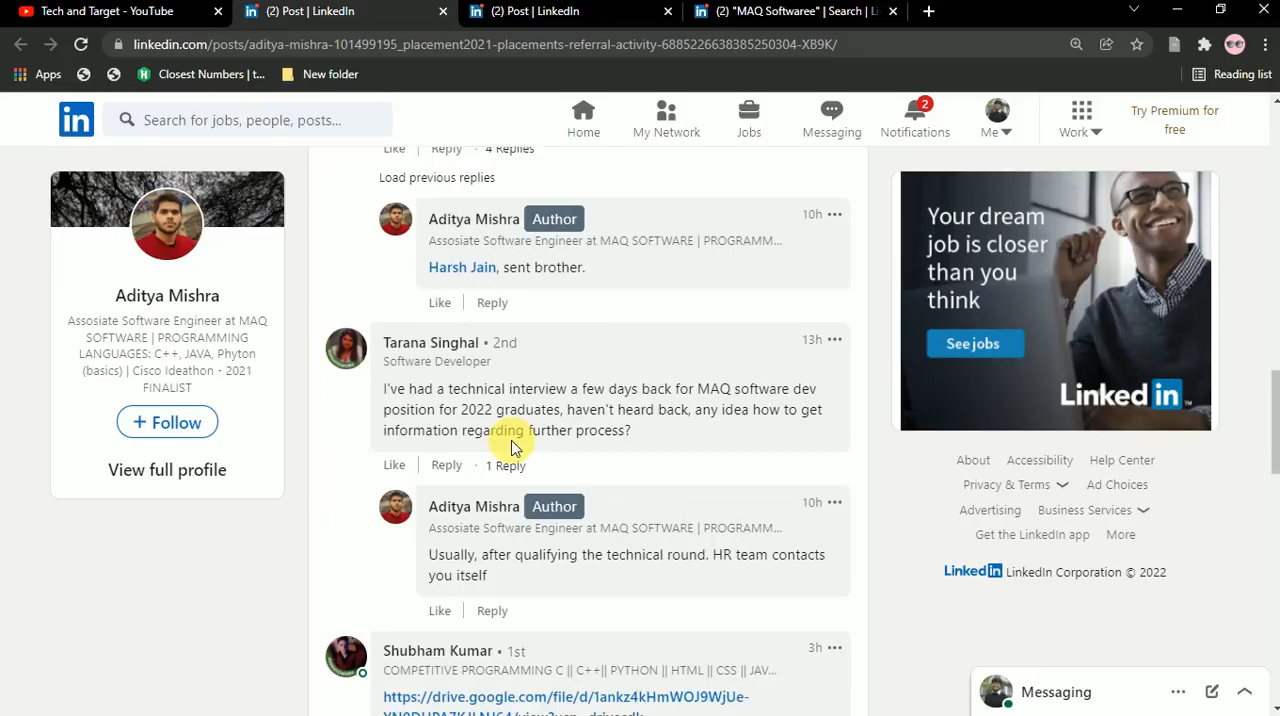 Tech and Target - YouTube
(2) Post | LinkedIn
(2) Post | LinkedIn
"MAQ Softwaree" | Search | Li
linkedin.com/posts/aditya-mishra-101499195_placement2021-placements-referral-activity-6885226638385250304-XB9K/
Apps
Closest Numbers | t...
New folder
Reading list
in
Search for jobs, people, posts...
Home
My Network
Jobs
Messaging
2
Notifications
Me
Work
Try Premium for
free
Aditya Mishra
Assosiate Software Engineer at MAQ
SOFTWARE | PROGRAMMING
LANGUAGES: C++, JAVA, Phyton
(basics) | Cisco Ideathon - 2021
FINALIST
+ Follow
View full profile
Like Reply · 4 Replies
Load previous replies
Aditya Mishra Author 10h ...
Assosiate Software Engineer at MAQ SOFTWARE | PROGRAMM...
Harsh Jain, sent brother.
Like | Reply
Tarana Singhal • 2nd 13h ...
Software Developer
I've had a technical interview a few days back for MAQ software dev
position for 2022 graduates, haven't heard back, any idea how to get
information regarding further process?
Like | Reply · 1 Reply
Aditya Mishra Author 10h ...
Assosiate Software Engineer at MAQ SOFTWARE | PROGRAMM...
Usually, after qualifying the technical round. HR team contacts
you itself
Like | Reply
Shubham Kumar • 1st 3h ...
COMPETITIVE PROGRAMMING C || C++|| PYTHON || HTML || CSS || JAV...
https://drive.google.com/file/d/1ankz4kHmWOJ9WjUe-
Your dream
job is closer
than you
think
See jobs
LinkedIn
About Accessibility Help Center
Privacy & Terms Ad Choices
Advertising Business Services
Get the LinkedIn app More
LinkedIn LinkedIn Corporation © 2022
Messaging